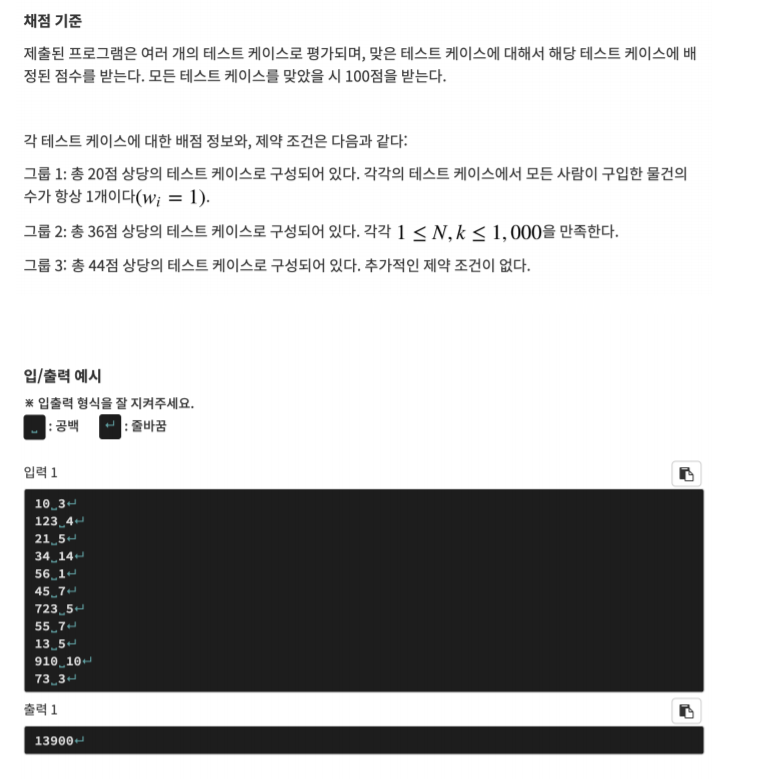 채점 기준
제출된 프로그램은 여러 개의 테스트 케이스로 평가되며, 맞은 테스트 케이스에 대해서 해당 테스트 케이스에 배
정된 점수를 받는다. 모든 테스트 케이스를 맞았을 시 100점을 받는다.
각 테스트 케이스에 대한 배점 정보와, 제약 조건은 다음과 같다:
그룹 1: 총 20점 상당의 테스트 케이스로 구성되어 있다. 각각의 테스트 케이스에서 모든 사람이 구입한 물건의
수가 항상 1개이다(wᵢ = 1).
그룹 2: 총 36점 상당의 테스트 케이스로 구성되어 있다. 각각 1 ≤ N, k ≤ 1, 000을 만족한다.
그룹 3: 총 44점 상당의 테스트 케이스로 구성되어 있다. 추가적인 제약 조건이 없다.
입/출력 예시
※ 입출력 형식을 잘 지켜주세요.
␣ : 공백 ↵ : 줄바꿈
입력 1
10␣3↵
123␣4↵
21␣5↵
34␣14↵
56␣1↵
45␣7↵
723␣5↵
55␣7↵
13␣5↵
910␣10↵
73␣3↵
출력 1
13900↵